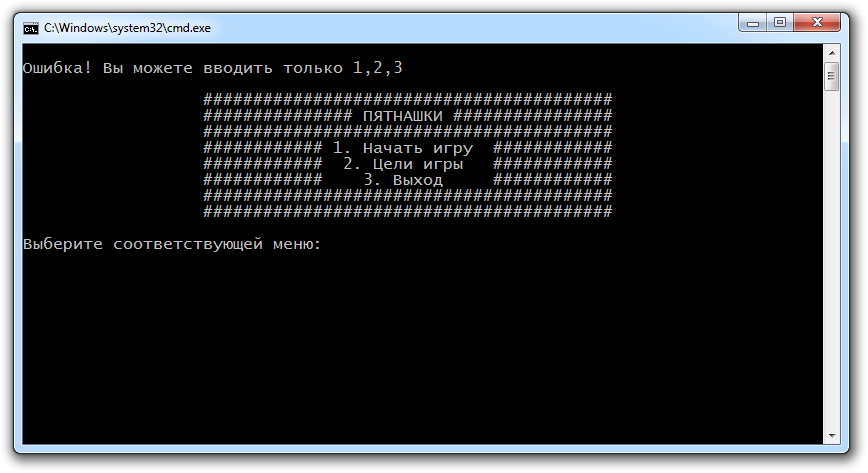 C:\Windows\system32\cmd.exe
Ошибка! Вы можете вводить только 1,2,3
#########################################
############### ПЯТНАШКИ ################
#########################################
############ 1. Начать игру  ############
############  2. Цели игры   ############
############    3. Выход     ############
#########################################
#########################################
Выберите соответствующей меню: